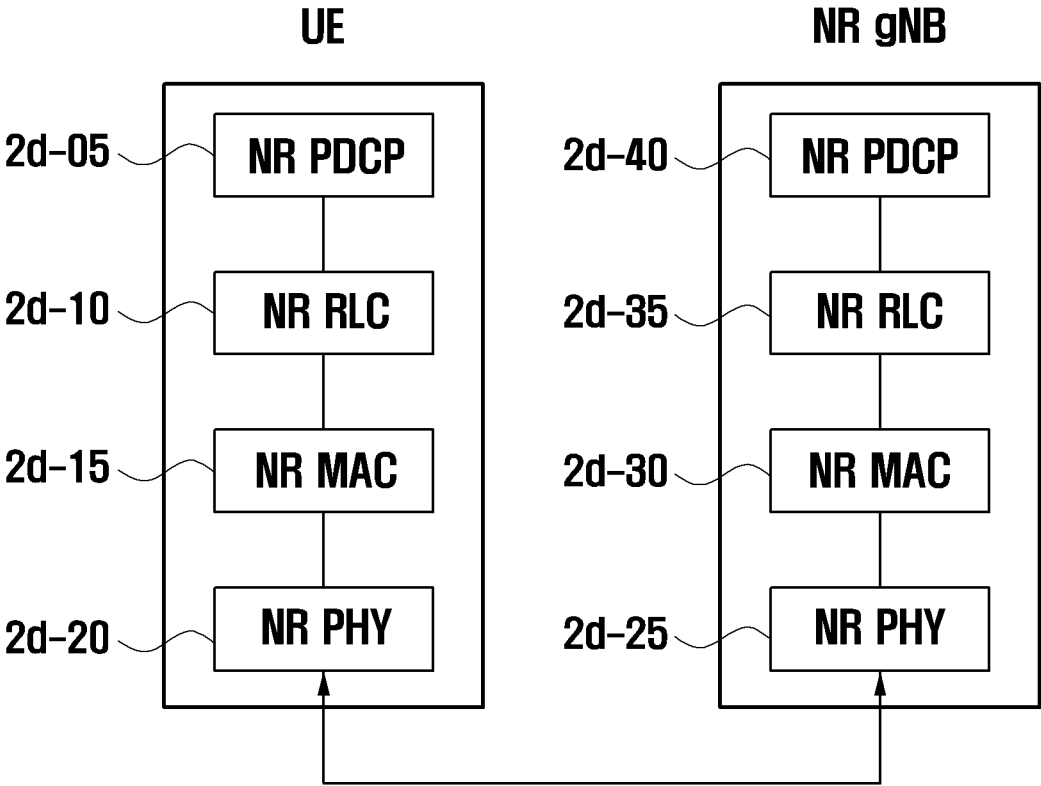 UE NR gNB
2d-05 NR PDCP 2d-40 NR PDCP
2d-10 NR RLC 2d-35 NR RLC
2d-15 NR MAC 2d-30 NR MAC
2d-20 NR PHY 2d-25 NR PHY